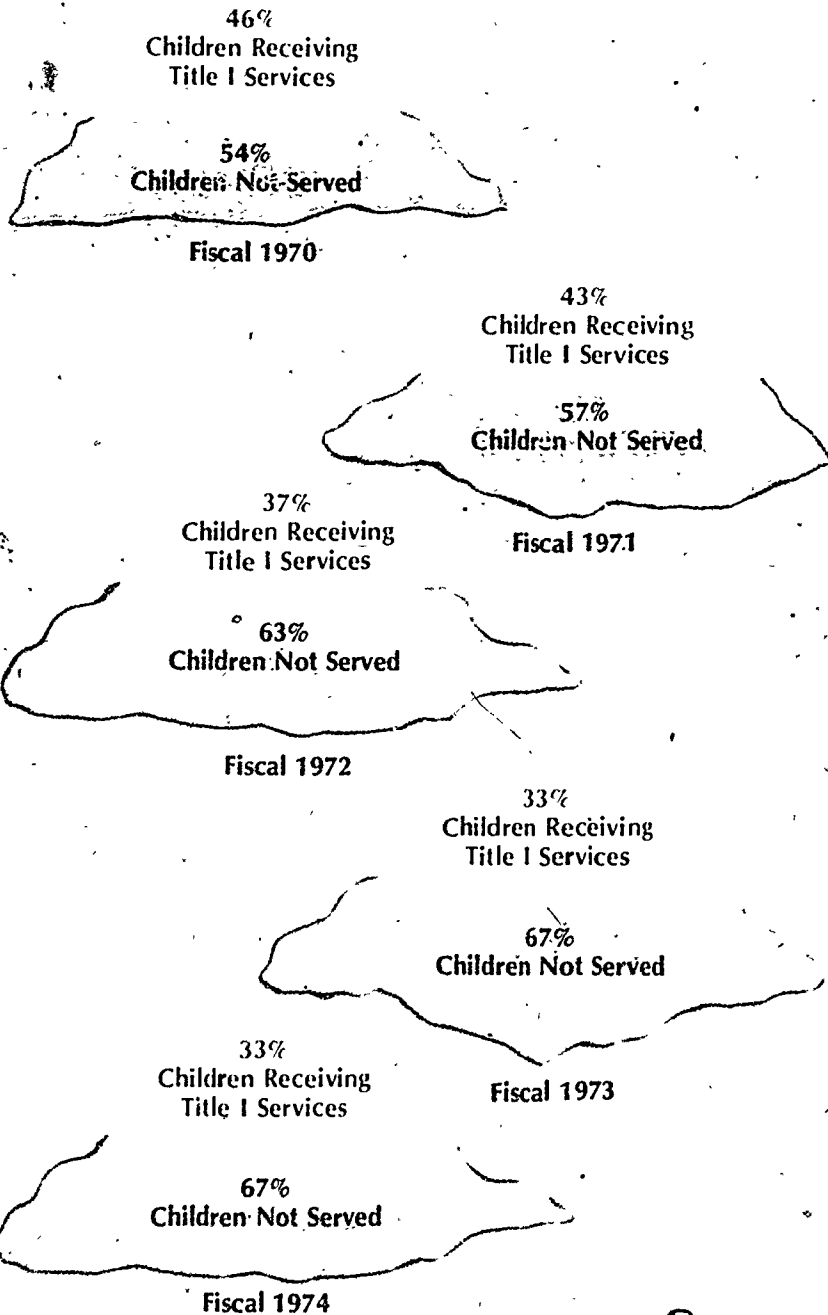 46%
Children Receiving
Title I Services
54%
Children Not Served
Fiscal 1970
43%
Children Receiving
Title I Services
57%
Children Not Served
Fiscal 1971
37%
Children Receiving
Title I Services
63%
Children Not Served
Fiscal 1972
33%
Children Receiving
Title I Services
67%
Children Not Served
Fiscal 1973
33%
Children Receiving
Title I Services
67%
Children Not Served
Fiscal 1974